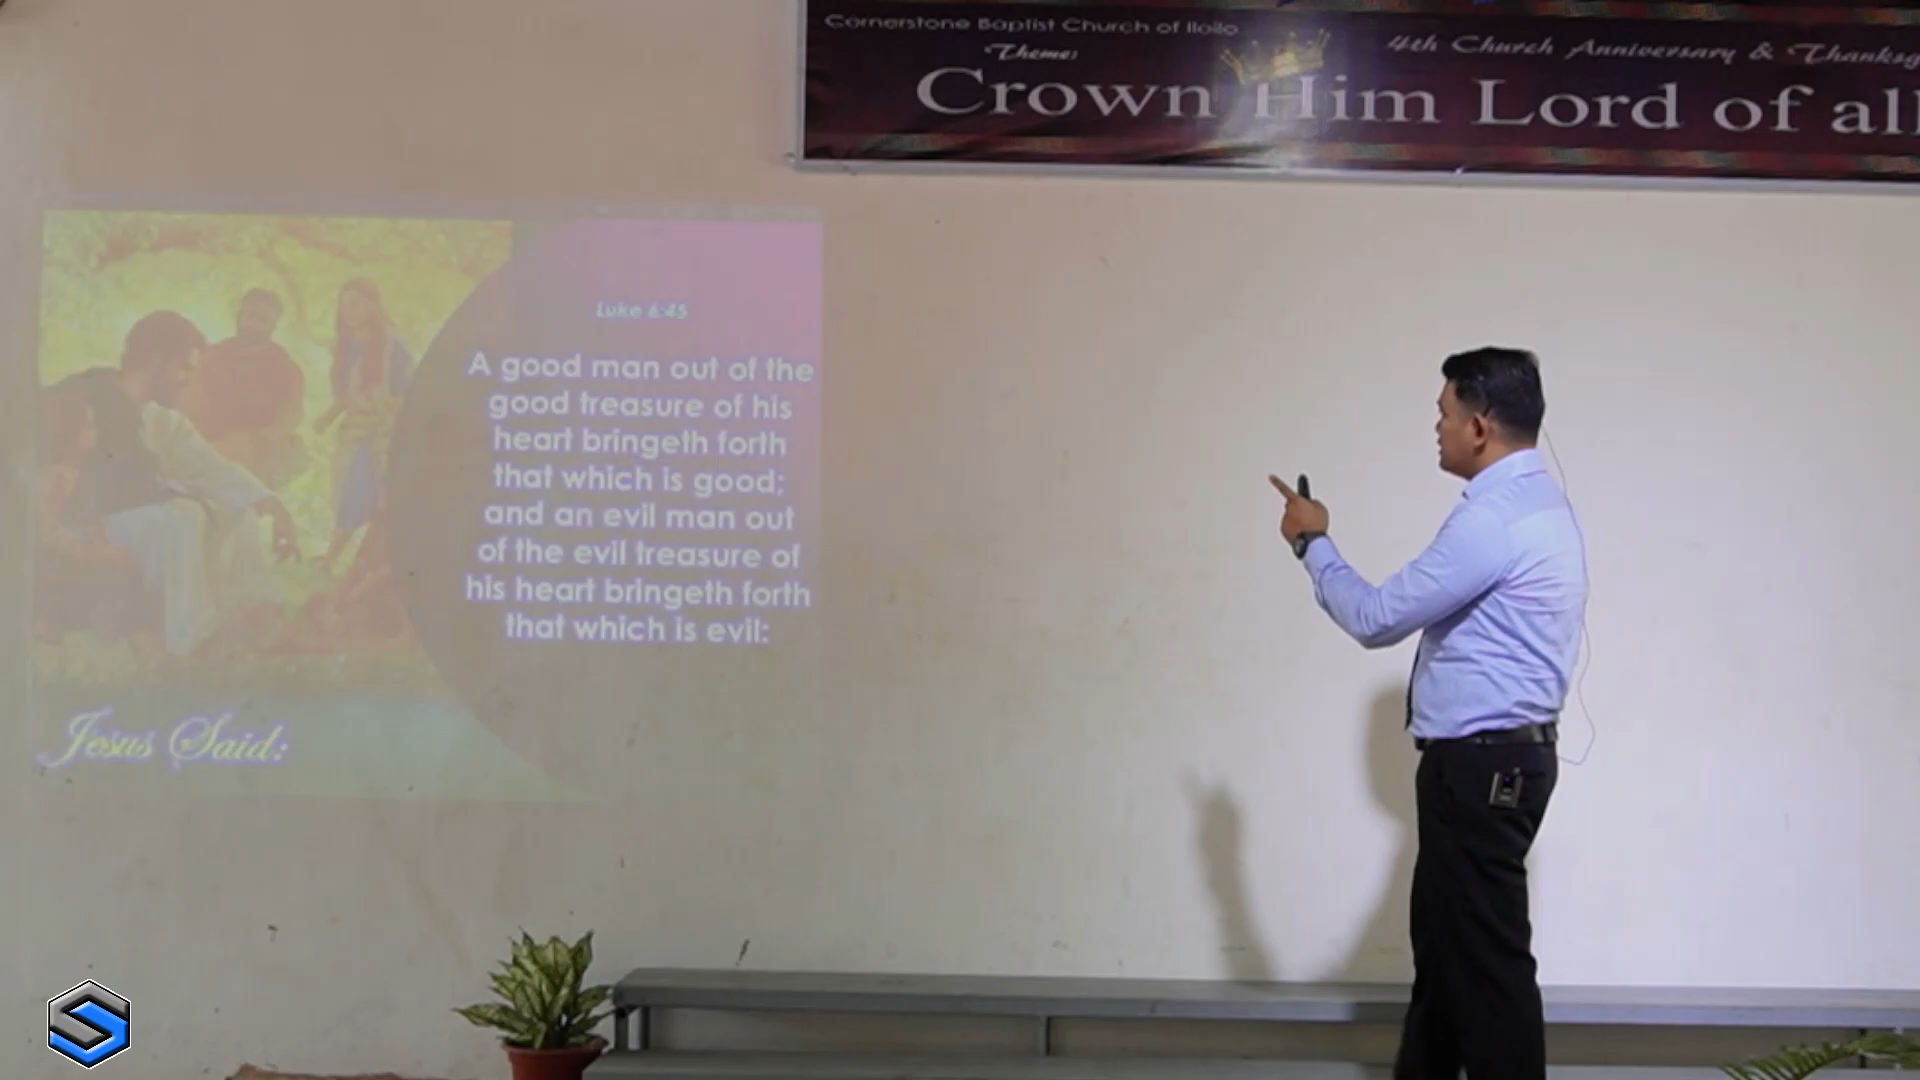 Cornerstone Baptist Church of Iloilo
Theme:
4th Church Anniversary & Thanksg
Crown Him Lord of all
Luke 6:45
A good man out of the
good treasure of his
heart bringeth forth
that which is good;
and an evil man out
of the evil treasure of
his heart bringeth forth
that which is evil:
Jesus Said: